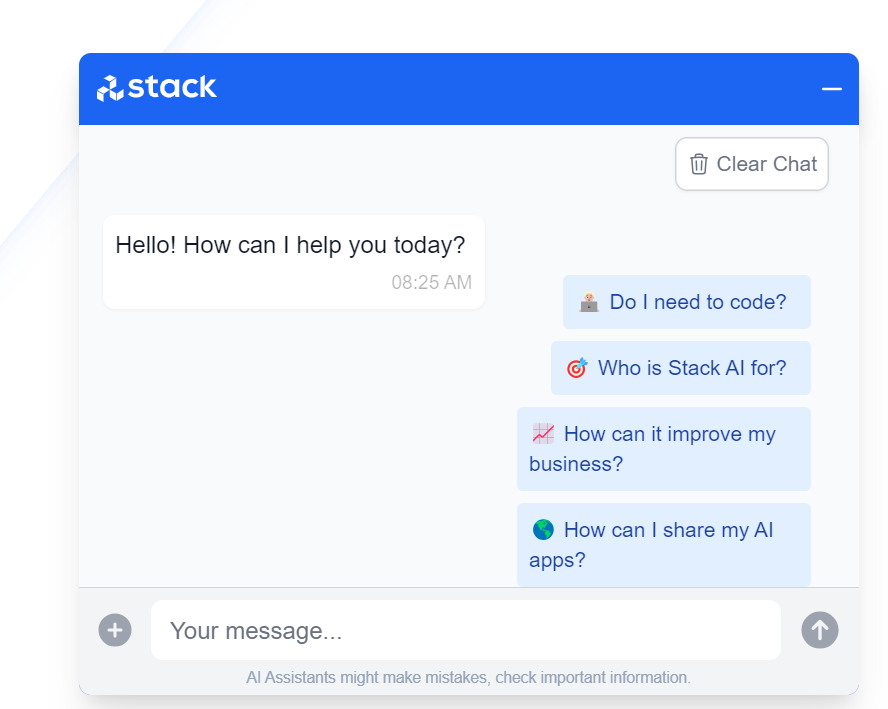 stack
Clear Chat
Hello! How can I help you today?
08:25 AM
Do I need to code?
Who is Stack AI for?
How can it improve my
business?
How can I share my AI
apps?
Your message...
AI Assistants might make mistakes, check important information.